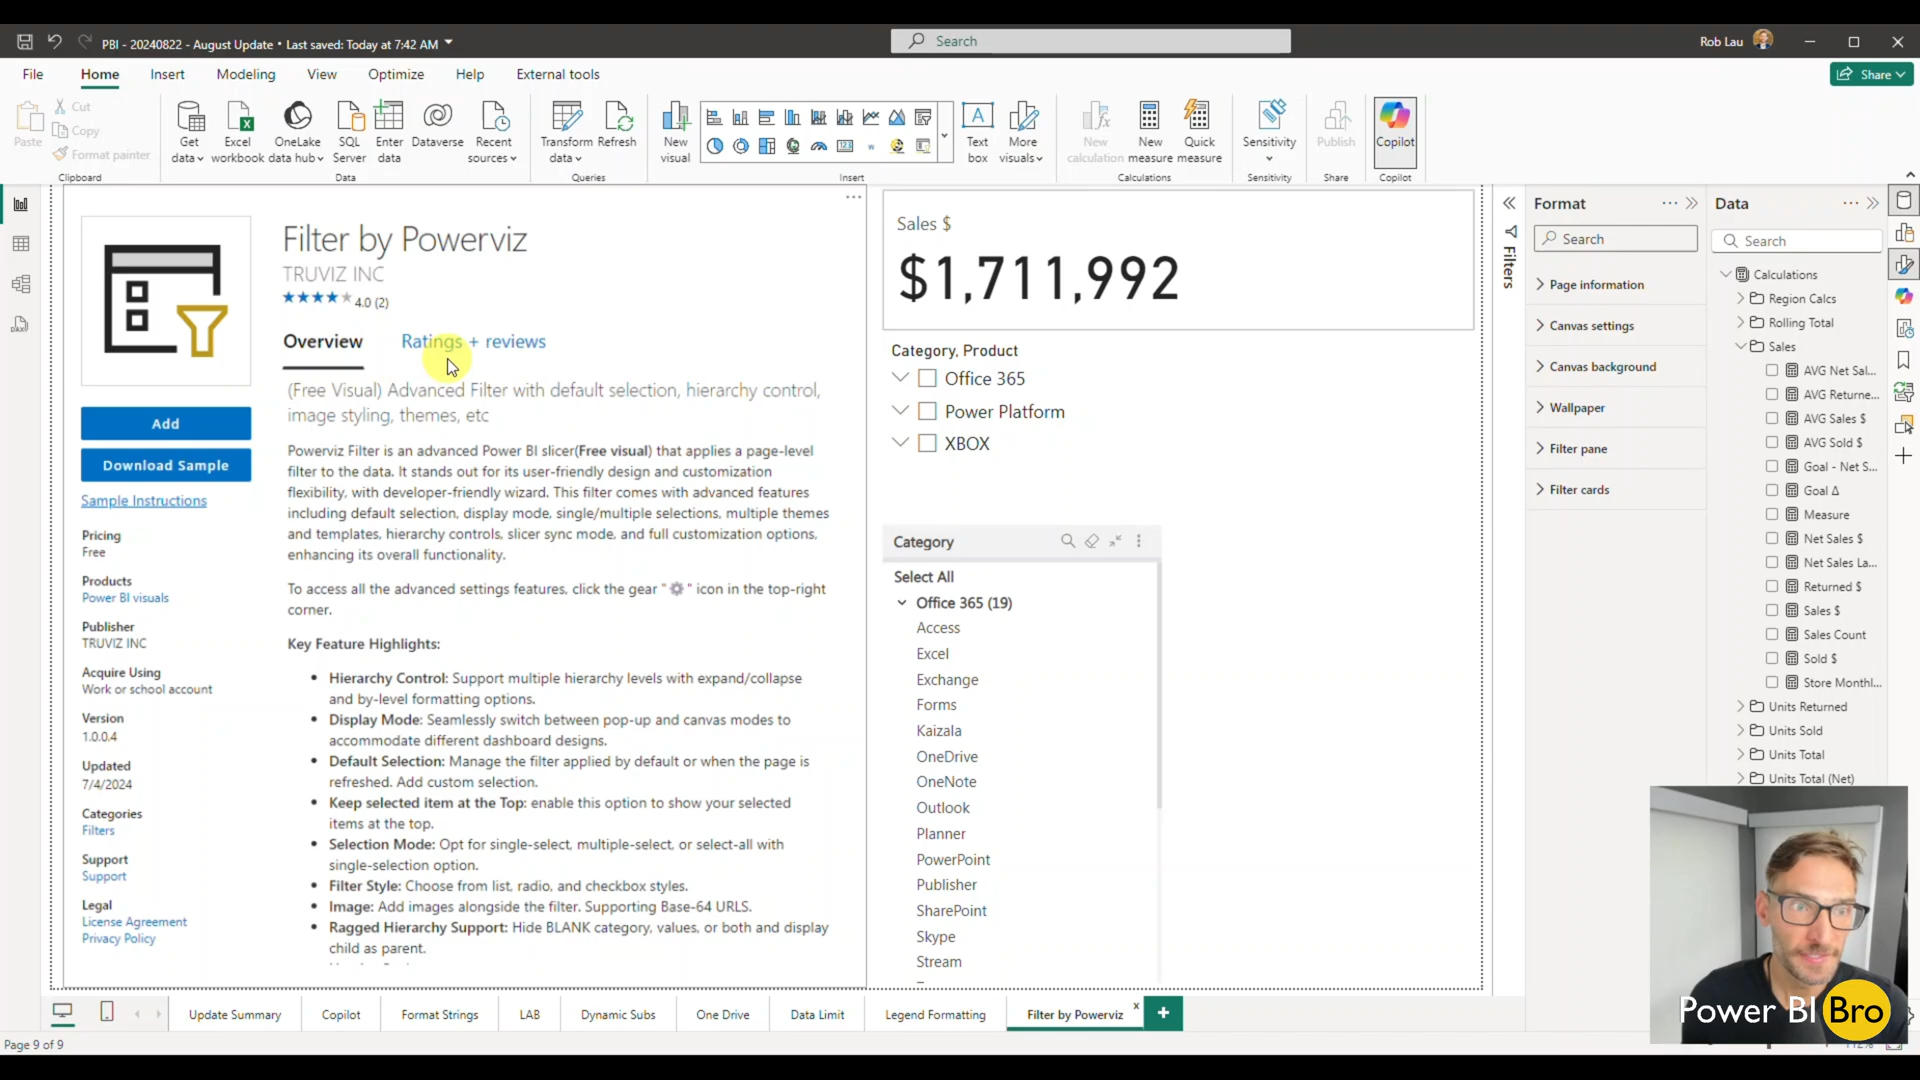 PBI - 20240822 - August Update • Last saved: Today at 7:42 AM
Search
Rob Lau
File
Home
Insert
Modeling
View
Optimize
Help
External tools
Share
Paste
Cut
Copy
Format painter
Clipboard
Get data
Excel workbook
OneLake data hub
SQL Server
Enter data
Dataverse
Recent sources
Data
Transform data
Refresh
Queries
New visual
Text box
More visuals
Insert
New calculation
New measure
Quick measure
Calculations
Sensitivity
Sensitivity
Publish
Share
Copilot
Copilot
Filter by Powerviz
TRUVIZ INC
4.0 (2)
Overview
Ratings + reviews
(Free Visual) Advanced Filter with default selection, hierarchy control,
image styling, themes, etc
Add
Download Sample
Sample Instructions
Pricing
Free
Products
Power BI visuals
Publisher
TRUVIZ INC
Acquire Using
Work or school account
Version
1.0.0.4
Updated
7/4/2024
Categories
Filters
Support
Support
Legal
License Agreement
Privacy Policy
Powerviz Filter is an advanced Power BI slicer(Free visual) that applies a page-level
filter to the data. It stands out for its user-friendly design and customization
flexibility, with developer-friendly wizard. This filter comes with advanced features
including default selection, display mode, single/multiple selections, multiple themes
and templates, hierarchy controls, slicer sync mode, and full customization options,
enhancing its overall functionality.
To access all the advanced settings features, click the gear "⚙" icon in the top-right
corner.
Key Feature Highlights:
• Hierarchy Control: Support multiple hierarchy levels with expand/collapse
and by-level formatting options.
• Display Mode: Seamlessly switch between pop-up and canvas modes to
accommodate different dashboard designs.
• Default Selection: Manage the filter applied by default or when the page is
refreshed. Add custom selection.
• Keep selected item at the Top: enable this option to show your selected
items at the top.
• Selection Mode: Opt for single-select, multiple-select, or select-all with
single-selection option.
• Filter Style: Choose from list, radio, and checkbox styles.
• Image: Add images alongside the filter. Supporting Base-64 URLS.
• Ragged Hierarchy Support: Hide BLANK category, values, or both and display
child as parent.
Sales $
$1,711,992
Category, Product
Office 365
Power Platform
XBOX
Category
Select All
Office 365 (19)
Access
Excel
Exchange
Forms
Kaizala
OneDrive
OneNote
Outlook
Planner
PowerPoint
Publisher
SharePoint
Skype
Stream
Filters
Format
Search
Page information
Canvas settings
Canvas background
Wallpaper
Filter pane
Filter cards
Data
Search
Calculations
Region Calcs
Rolling Total
Sales
AVG Net Sal...
AVG Returne...
AVG Sales $
AVG Sold $
Goal - Net S...
Goal Δ
Measure
Net Sales $
Net Sales La...
Returned $
Sales $
Sales Count
Sold $
Store Monthl...
Units Returned
Units Sold
Units Total
Units Total (Net)
Power BI Bro
Update Summary
Copilot
Format Strings
LAB
Dynamic Subs
One Drive
Data Limit
Legend Formatting
Filter by Powerviz
Page 9 of 9